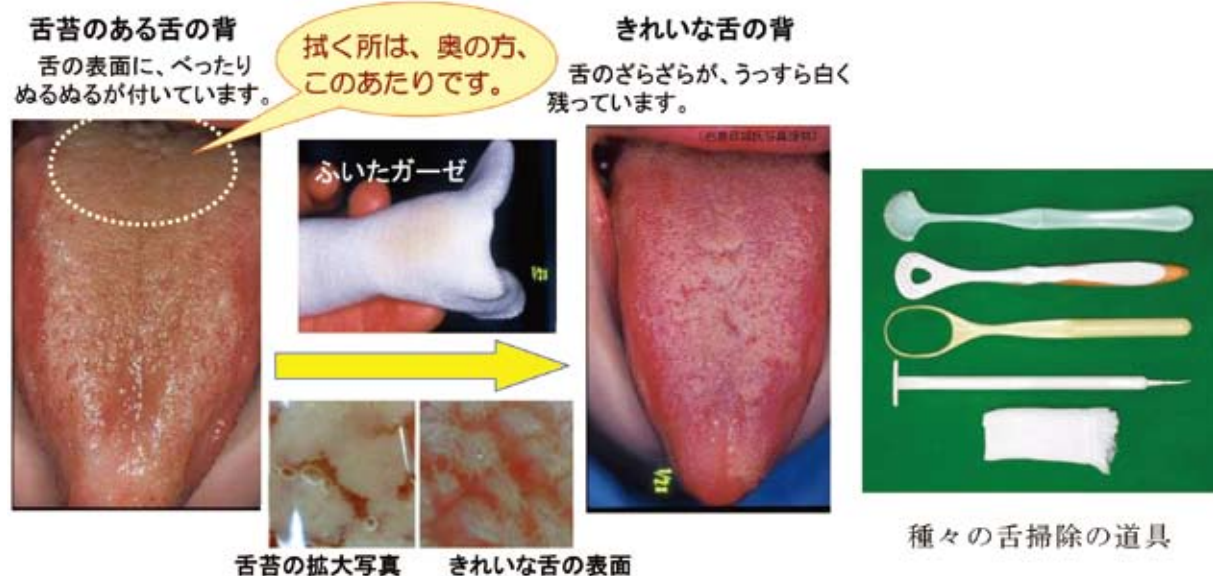 舌苔のある舌の背
舌の表面に、べったり
ぬるぬるが付いています。
拭く所は、奥の方、
このあたりです。
きれいな舌の背
舌のざらざらが、うっすら白く
残っています。
ふいたガーゼ
1/21
1/21
舌苔の拡大写真
きれいな舌の表面
種々の舌掃除の道具